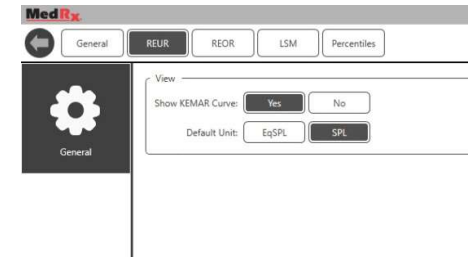 MedRx
General REUR REOR LSM Percentiles
View
Show KEMAR Curve: Yes No
Default Unit: EqSPL SPL
General